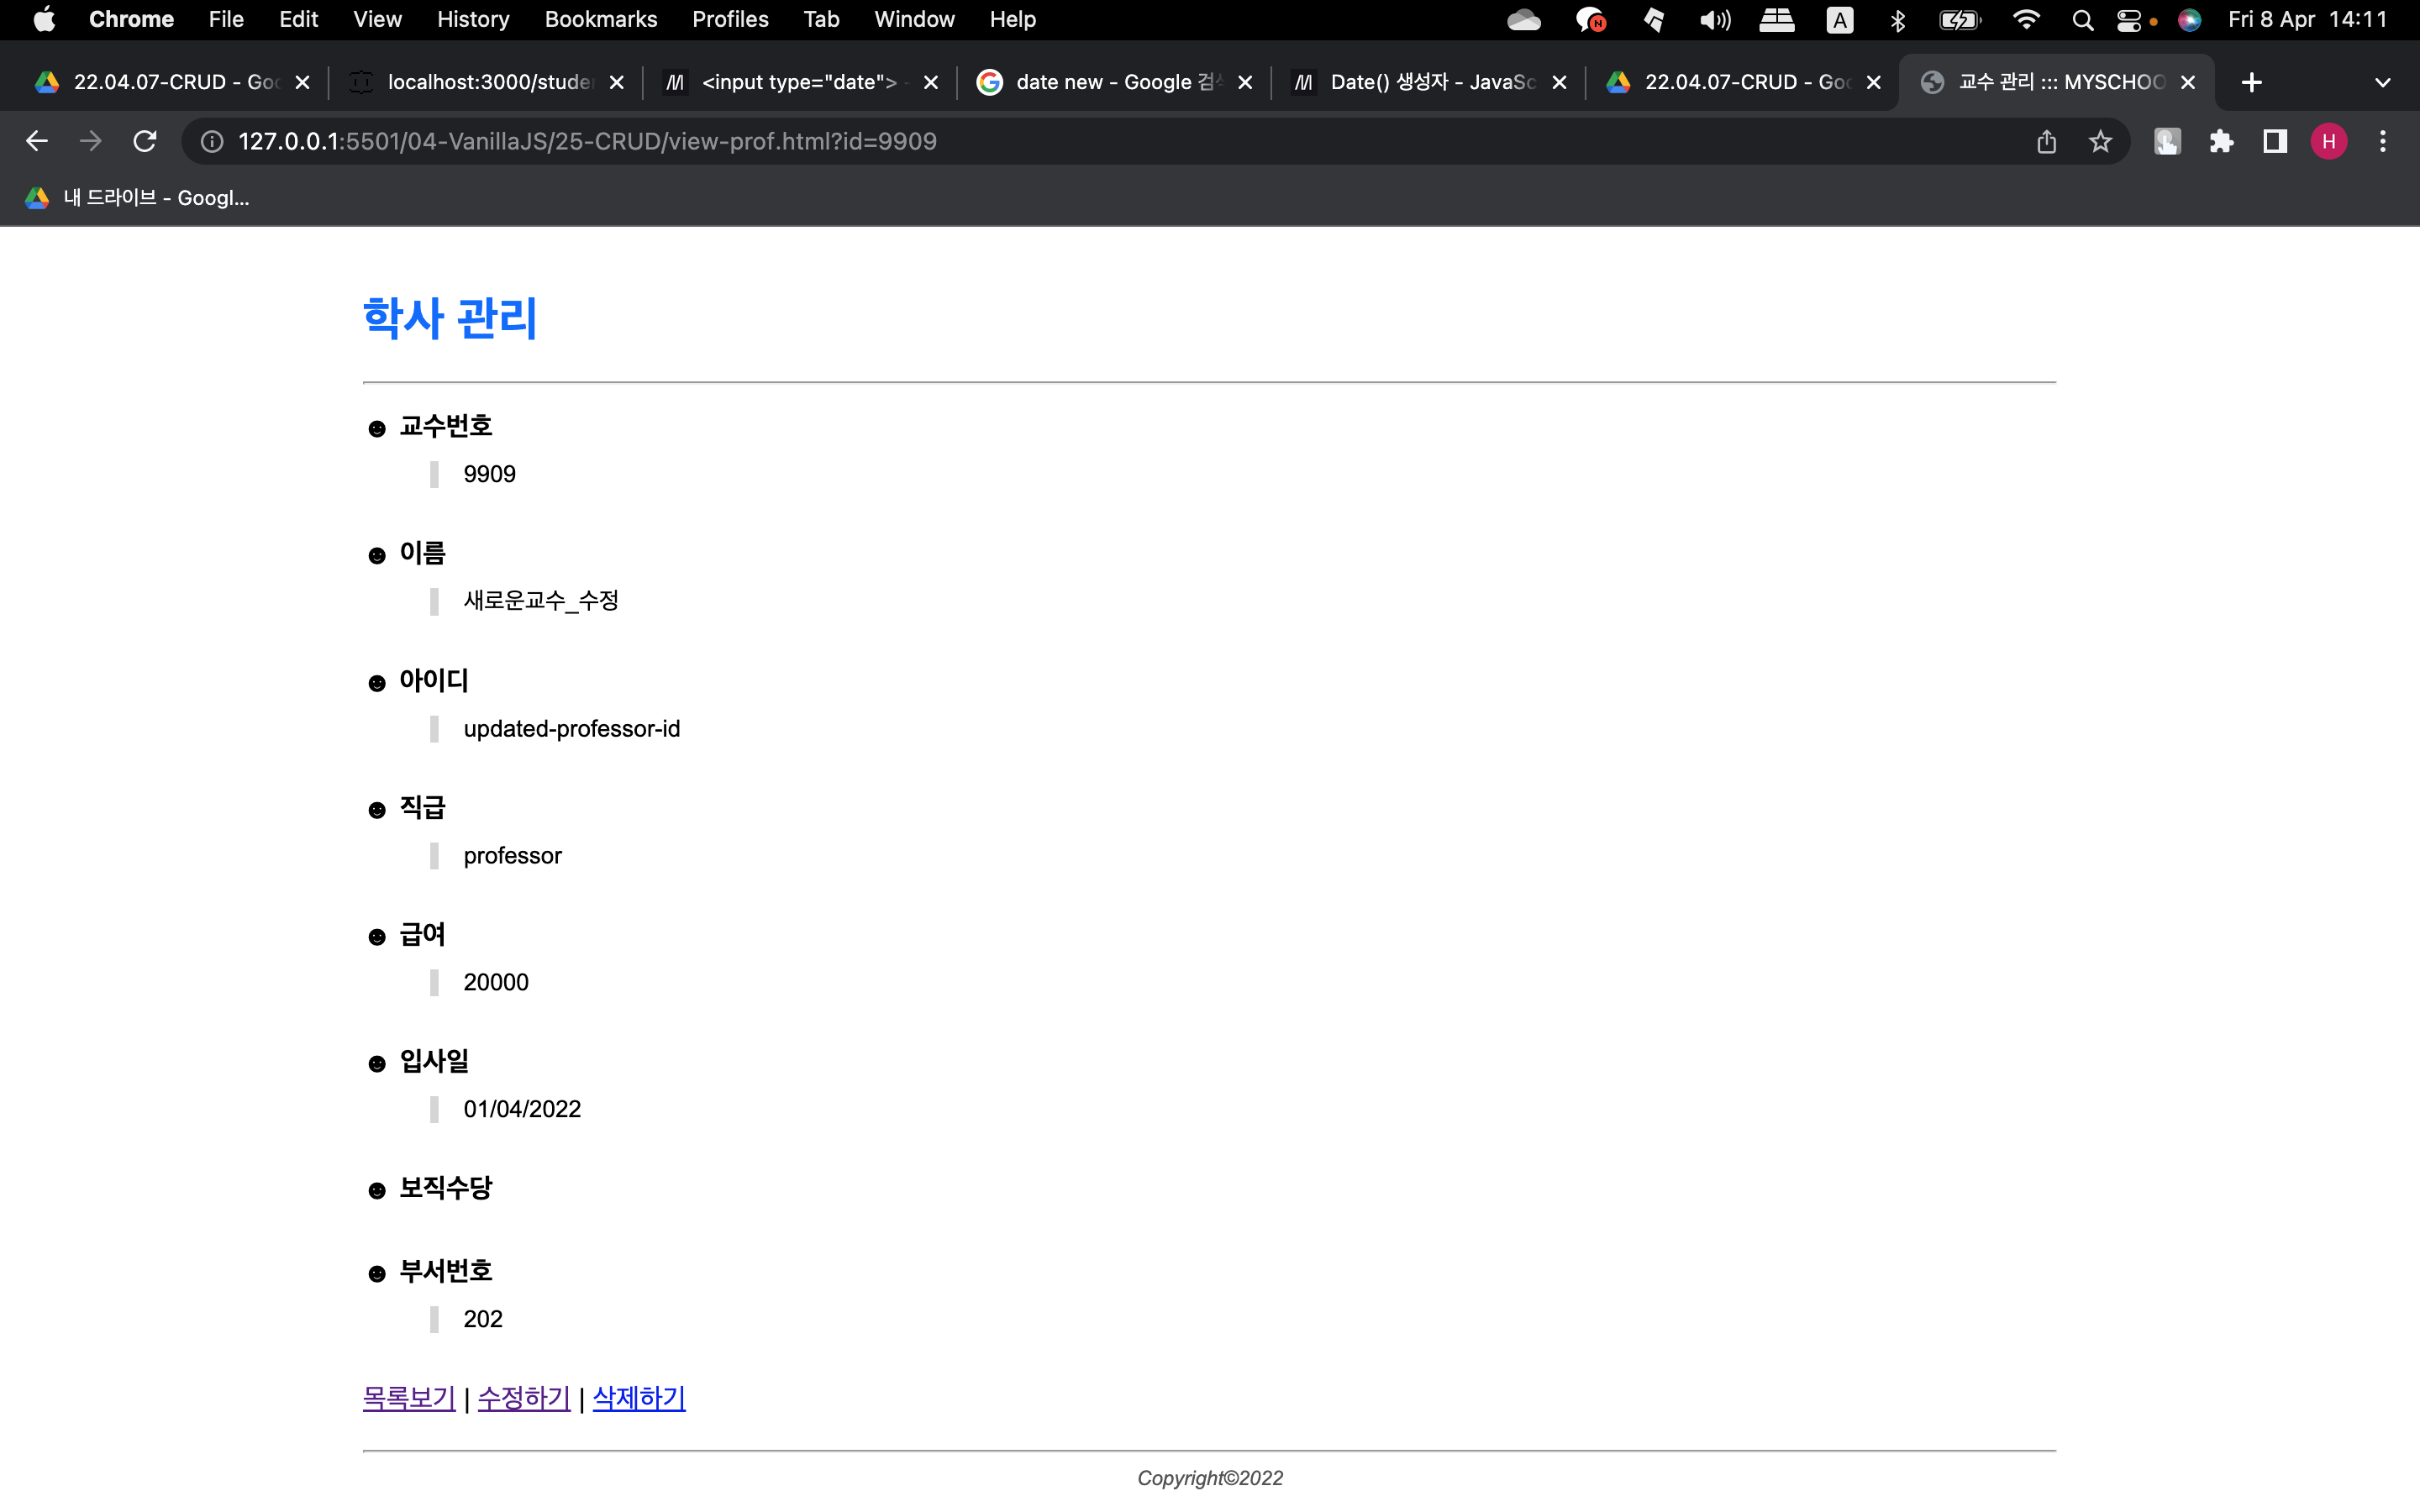 Chrome File Edit View History Bookmarks Profiles Tab Window Help A Fri 8 Apr 14:11
22.04.07-CRUD - Goo localhost:3000/stude <input type="date"> - date new - Google 검색 Date() 생성자 - JavaSc 22.04.07-CRUD - Goo 교수 관리 ::: MYSCHOO
127.0.0.1:5501/04-VanillaJS/25-CRUD/view-prof.html?id=9909 H
내 드라이브 - Googl...
학사 관리
☻ 교수번호
9909
☻ 이름
새로운교수_수정
☻ 아이디
updated-professor-id
☻ 직급
professor
☻ 급여
20000
☻ 입사일
01/04/2022
☻ 보직수당
☻ 부서번호
202
목록보기 | 수정하기 | 삭제하기
Copyright©2022